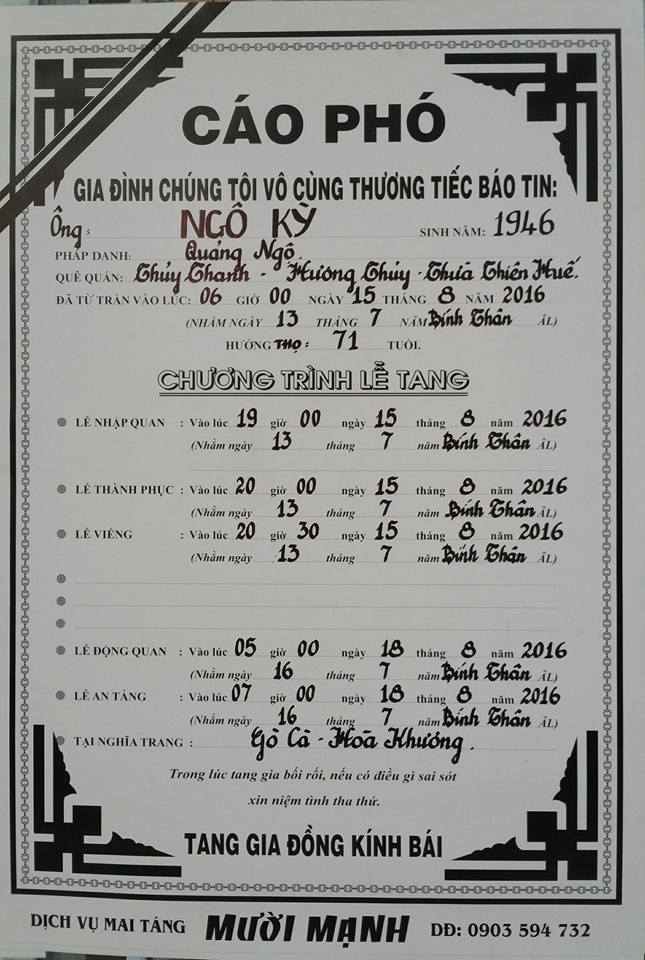 CÁO PHÓ
GIA ĐÌNH CHÚNG TÔI VÔ CÙNG THƯƠNG TIẾC BÁO TIN:
Ông: NGÔ KỲ SINH NĂM: 1946
PHÁP DANH: Quảng Ngô
QUÊ QUÁN: Thủy Thanh - Hương Thủy - Thừa Thiên Huế.
ĐÃ TỪ TRẦN VÀO LÚC: 06 GIỜ 00 NGÀY 15 THÁNG 8 NĂM 2016
(NHẰM NGÀY 13 THÁNG 7 NĂM Bính Thân ÂL)
HƯỞNG THỌ: 71 TUỔI.
CHƯƠNG TRÌNH LỄ TANG
LỄ NHẬP QUAN : Vào lúc 19 giờ 00 ngày 15 tháng 8 năm 2016
(Nhằm ngày 13 tháng 7 năm Bính Thân ÂL)
LỄ THÀNH PHỤC : Vào lúc 20 giờ 00 ngày 15 tháng 8 năm 2016
(Nhằm ngày 13 tháng 7 năm Bính Thân ÂL)
LỄ VIẾNG : Vào lúc 20 giờ 30 ngày 15 tháng 8 năm 2016
(Nhằm ngày 13 tháng 7 năm Bính Thân ÂL)
LỄ ĐỘNG QUAN : Vào lúc 05 giờ 00 ngày 18 tháng 8 năm 2016
(Nhằm ngày 16 tháng 7 năm Bính Thân ÂL)
LỄ AN TÁNG : Vào lúc 07 giờ 00 ngày 18 tháng 8 năm 2016
(Nhằm ngày 16 tháng 7 năm Bính Thân ÂL)
TẠI NGHĨA TRANG : Gò Cà - Hòa Khương.
Trong lúc tang gia bối rối, nếu có điều gì sai sót
xin niệm tình tha thứ.
TANG GIA ĐỒNG KÍNH BÁI
DỊCH VỤ MAI TÁNG MƯỜI MẠNH DĐ: 0903 594 732